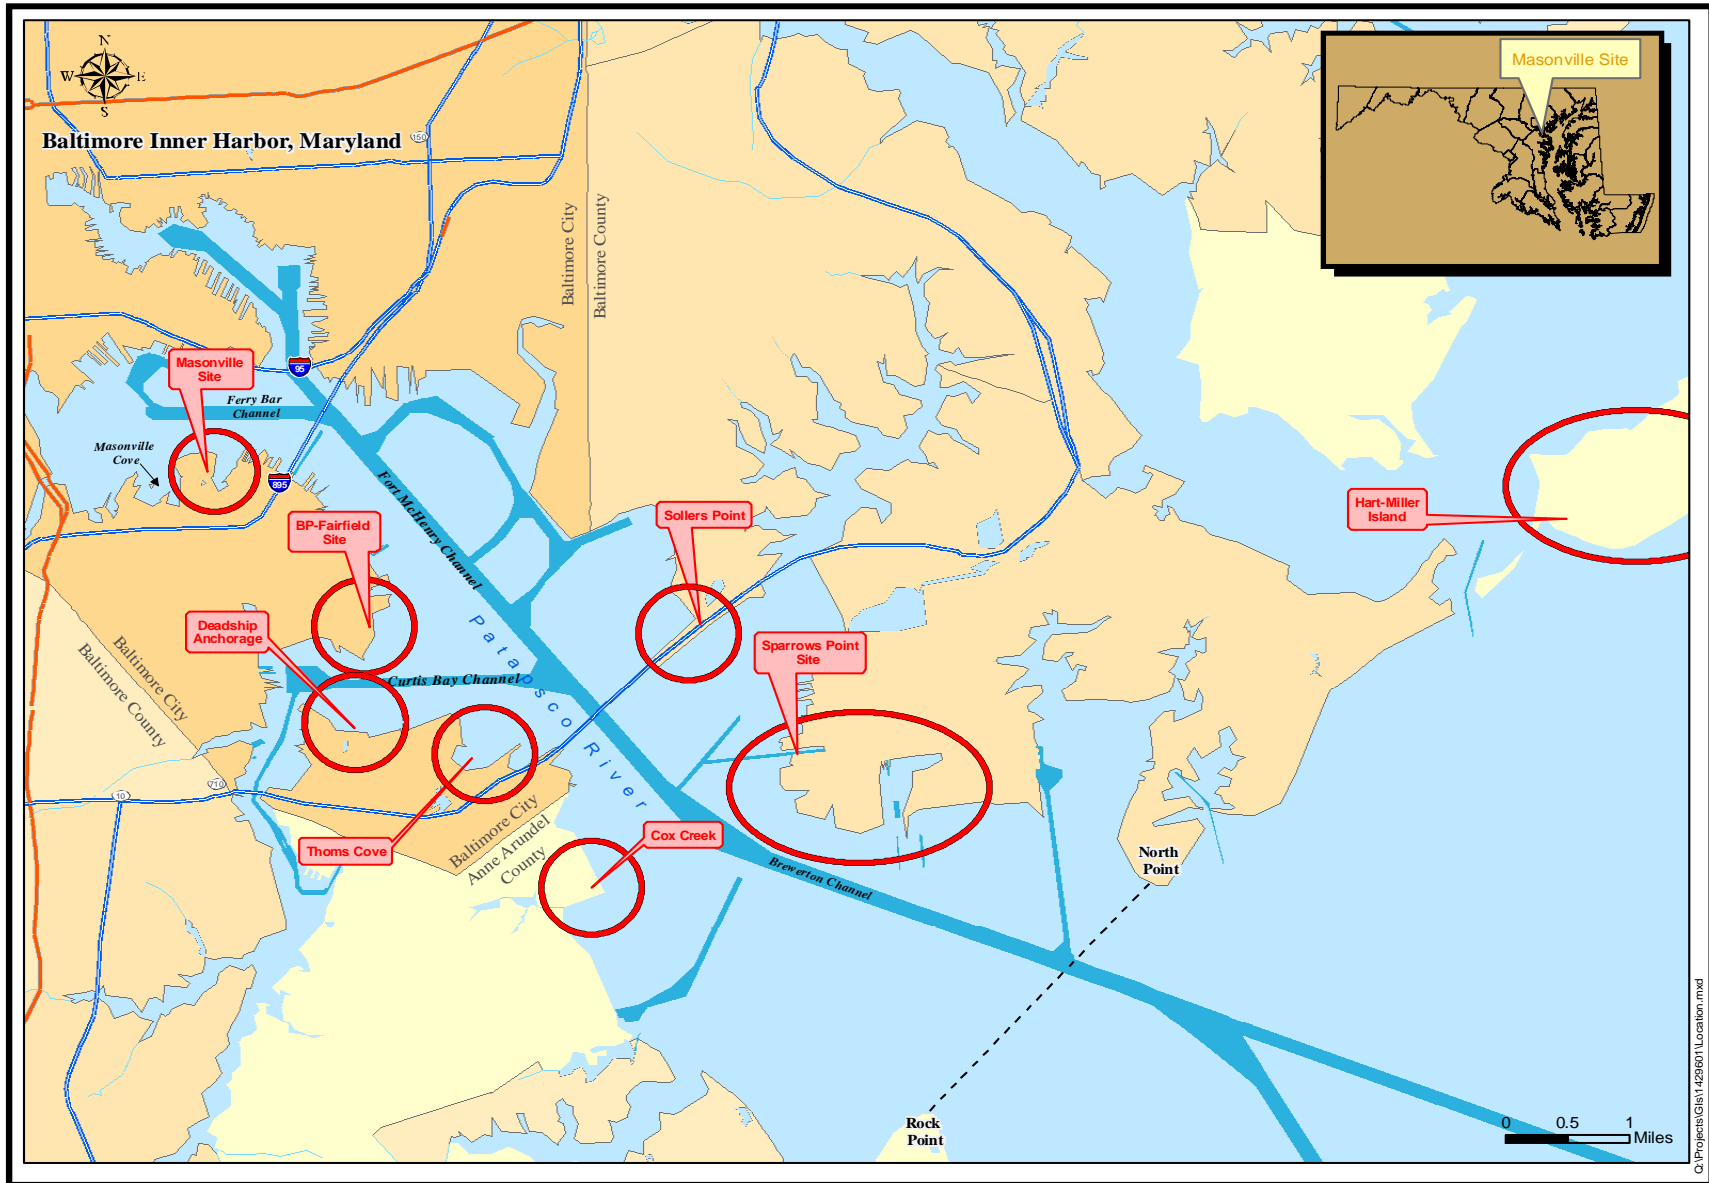 N
W
E
S
Baltimore Inner Harbor, Maryland
150
Masonville Site
Baltimore City
Baltimore County
95
Masonville
Site
Ferry Bar
Channel
Masonville
Cove
895
Fort McHenry Channel
BP-Fairfield
Site
Sollers Point
Hart-Miller
Island
Deadship
Anchorage
Patapsco River
Sparrows Point
Site
Baltimore City
Baltimore County
Curtis Bay Channel
710
10
Thoms Cove
Baltimore City
Anne Arundel
County
Cox Creek
Brewerton Channel
North
Point
Rock
Point
0 0.5 1
Miles
Q:\Projects\GIs\1429601\Location.mxd